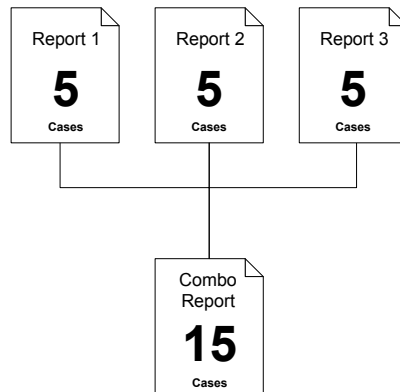 Report 1
5
Cases
Report 2
5
Cases
Report 3
5
Cases
Combo
Report
15
Cases